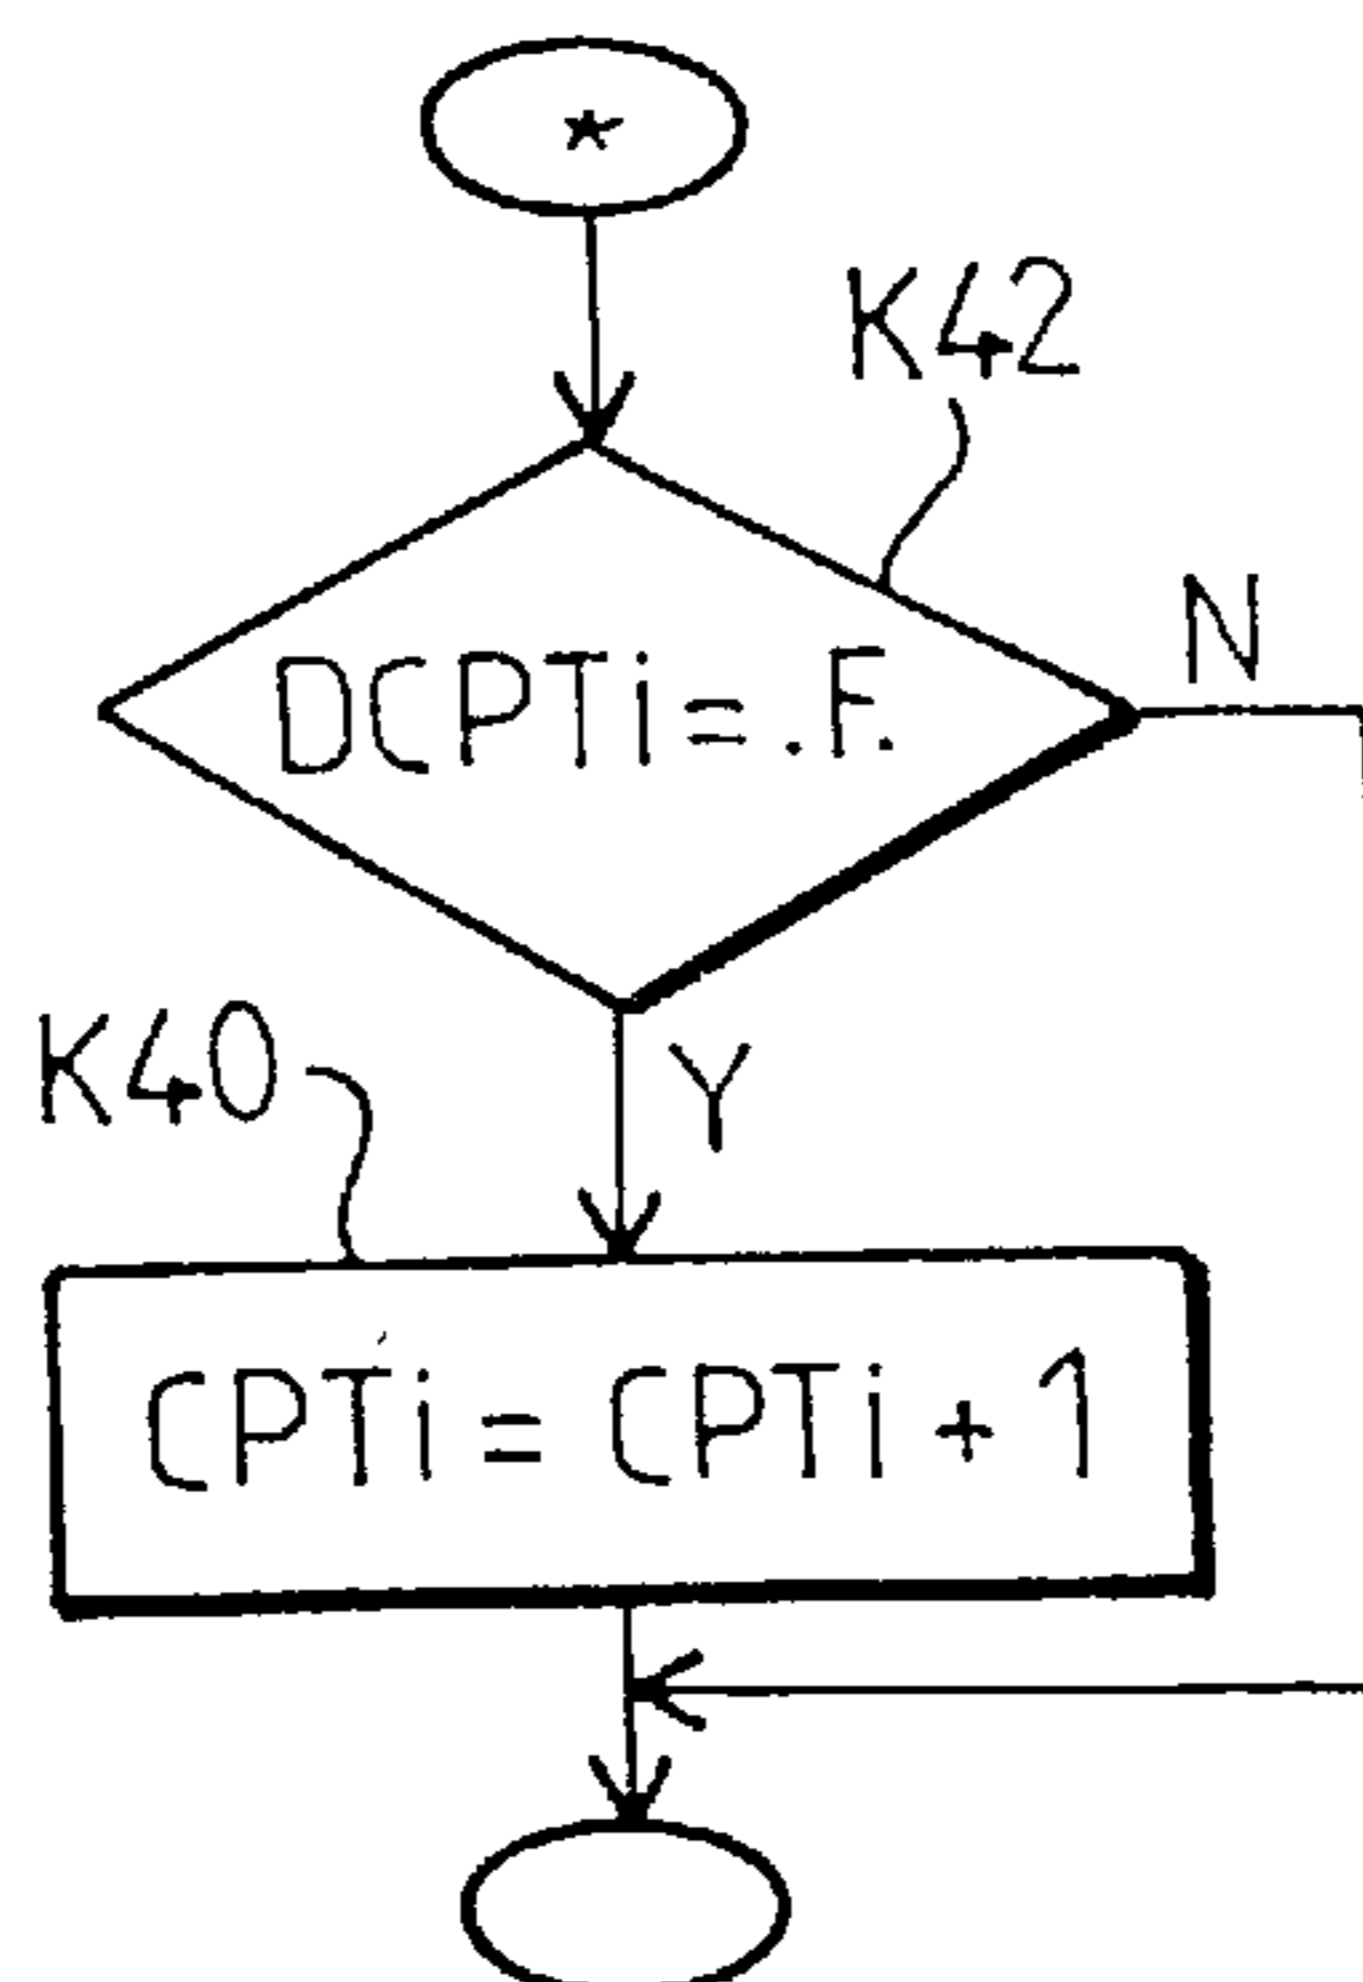 *
K42
N
DCPTi=.F.
K40
Y
CPTi = CPTi + 1